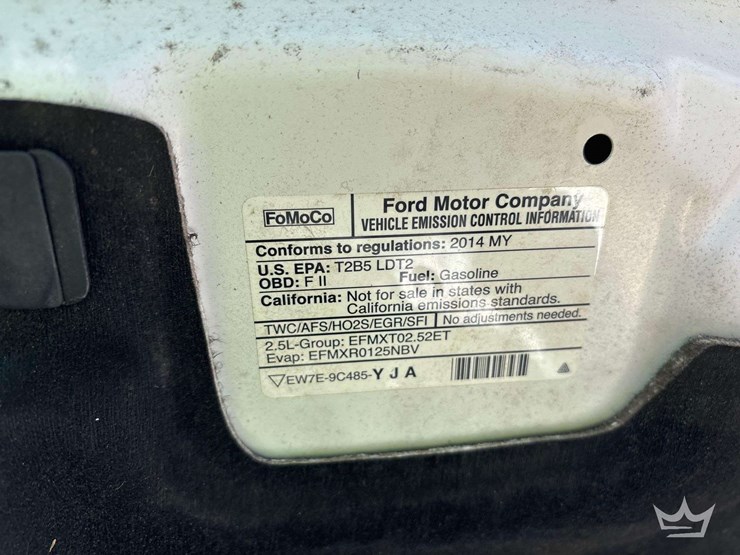 FoMoCo
Ford Motor Company
VEHICLE EMISSION CONTROL INFORMATION
Conforms to regulations: 2014 MY
U.S. EPA: T2B5 LDT2
OBD: F II Fuel: Gasoline
California: Not for sale in states with
California emissions standards.
TWC/AFS/HO2S/EGR/SFI No adjustments needed.
2.5L-Group: EFMXT02.52ET
Evap: EFMXR0125NBV
EW7E-9C485-Y J A